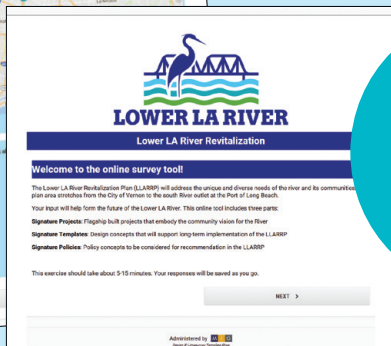 LOWER LA RIVER
Lower LA River Revitalization
Welcome to the online survey tool!
The Lower LA River Revitalization Plan (LLARRP) will address the unique and diverse needs of the river and its communities.
plan area stretches from the City of Vernon to the south River outlet at the Port of Long Beach.
Your input will help form the future of the Lower LA River. This online tool includes three parts:
Signature Projects: Flagship built projects that embody the community vision for the River
Signature Templates: Design concepts that will support long-term implementation of the LLARRP
Signature Policies: Policy concepts to be considered for recommendation in the LLARRP
This exercise should take about 5-15 minutes. Your responses will be saved as you go.
NEXT >
Administered by